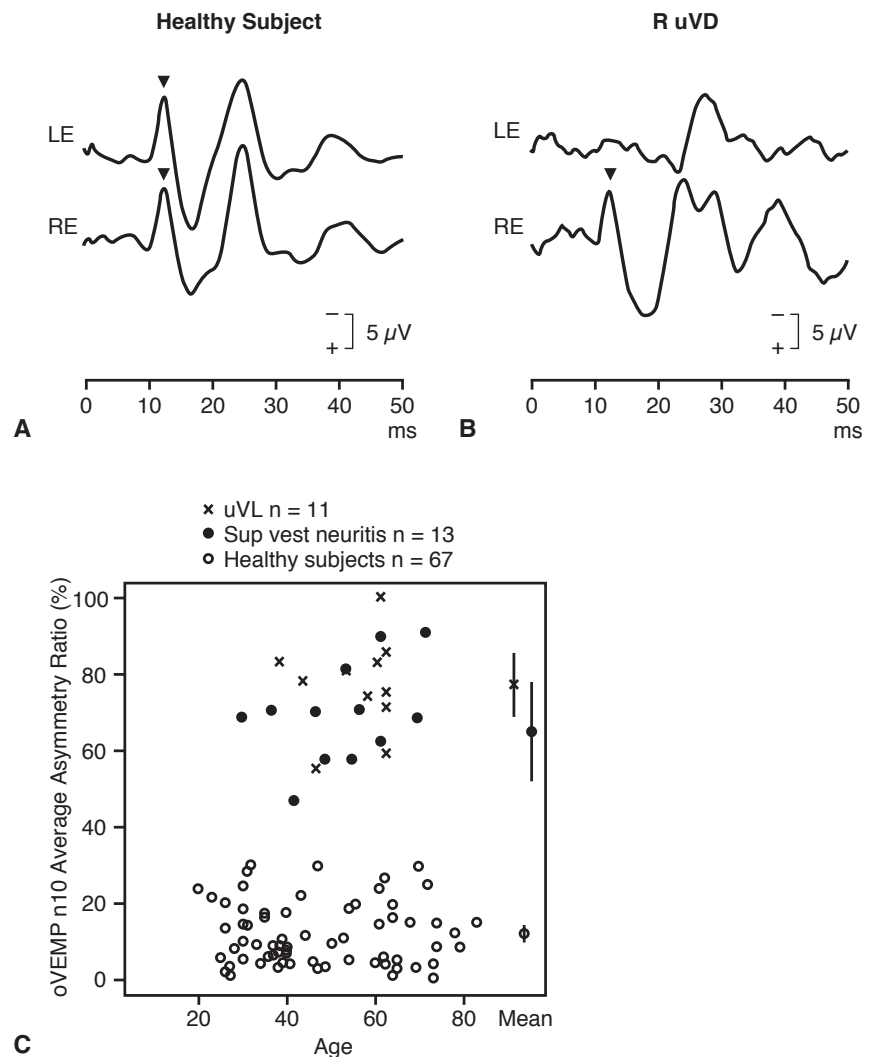 Healthy Subject
R uVD
LE
RE
− 
+ 5 µV
0 10 20 30 40 50
ms
A
LE
RE
− 
+ 5 µV
0 10 20 30 40 50
ms
B
× uVL n = 11
● Sup vest neuritis n = 13
○ Healthy subjects n = 67
oVEMP n10 Average Asymmetry Ratio (%)
100
80
60
40
20
0
20 40 60 80 Mean
Age
C